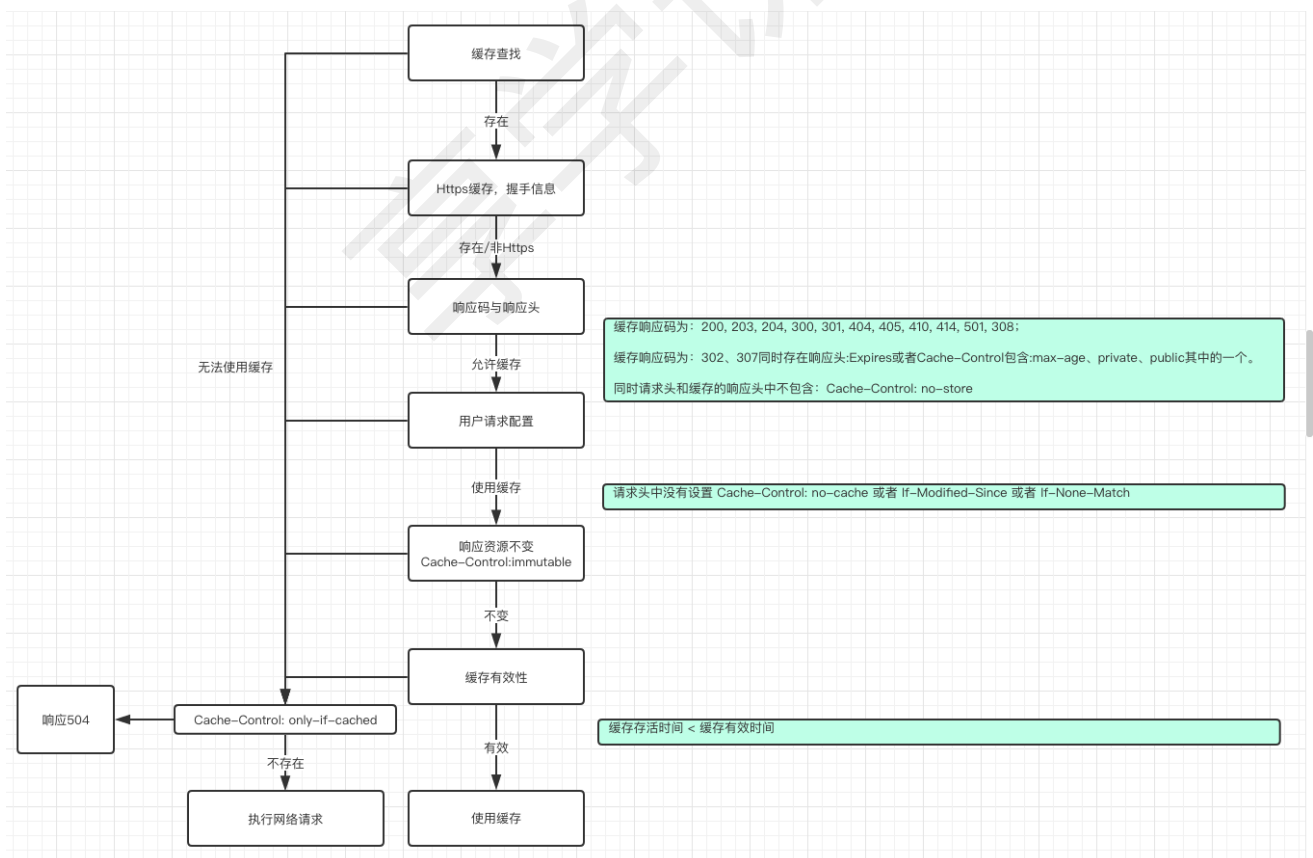 缓存查找
存在
Https缓存，握手信息
存在/非Https
响应码与响应头
缓存响应码为：200, 203, 204, 300, 301, 404, 405, 410, 414, 501, 308；
缓存响应码为：302、307同时存在响应头:Expires或者Cache-Control包含:max-age、private、public其中的一个。
同时请求头和缓存的响应头中不包含：Cache-Control: no-store
无法使用缓存
允许缓存
用户请求配置
使用缓存
请求头中没有设置 Cache-Control: no-cache 或者 If-Modified-Since 或者 If-None-Match
响应资源不变
Cache-Control:immutable
不变
缓存有效性
响应504
Cache-Control: only-if-cached
缓存存活时间 < 缓存有效时间
有效
不存在
执行网络请求
使用缓存
享学